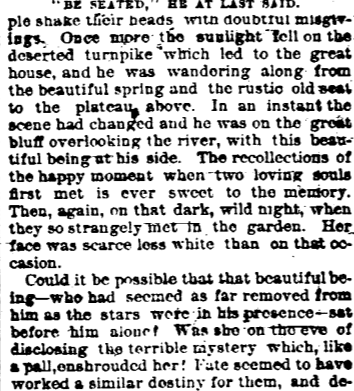 "BE SEATED," HE AT LAST SAID.
ple shake their heads with doubtful misgiv-
ings. Once more the sunlight fell on the
deserted turnpike which led to the great
house, and he was wandering along from
the beautiful spring and the rustic old seat
to the plateau above. In an instant the
scene had changed and he was on the great
bluff overlooking the river, with this beau-
tiful being at his side. The recollections of
the happy moment when two loving souls
first met is ever sweet to the memory.
Then, again, on that dark, wild night, when
they so strangely met in the garden. Her
face was scarce less white than on that oc-
casion.
Could it be possible that that beautiful be-
ing—who had seemed as far removed from
him as the stars were in his presence—sat
before him alone? Was she on the eve of
disclosing the terrible mystery which, like
a pall, enshrouded her? Fate seemed to have
worked a similar destiny for them, and de